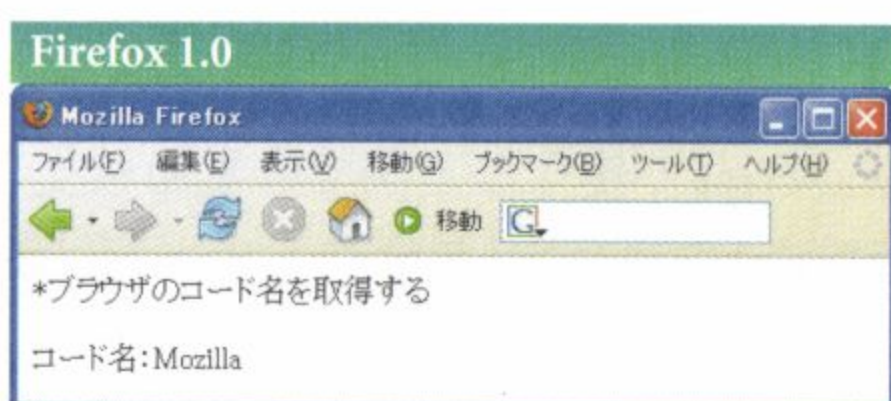 Firefox 1.0
Mozilla Firefox
ファイル(F) 編集(E) 表示(V) 移動(G) ブックマーク(B) ツール(T) ヘルプ(H)
移動 G
*ブラウザのコード名を取得する
コード名:Mozilla